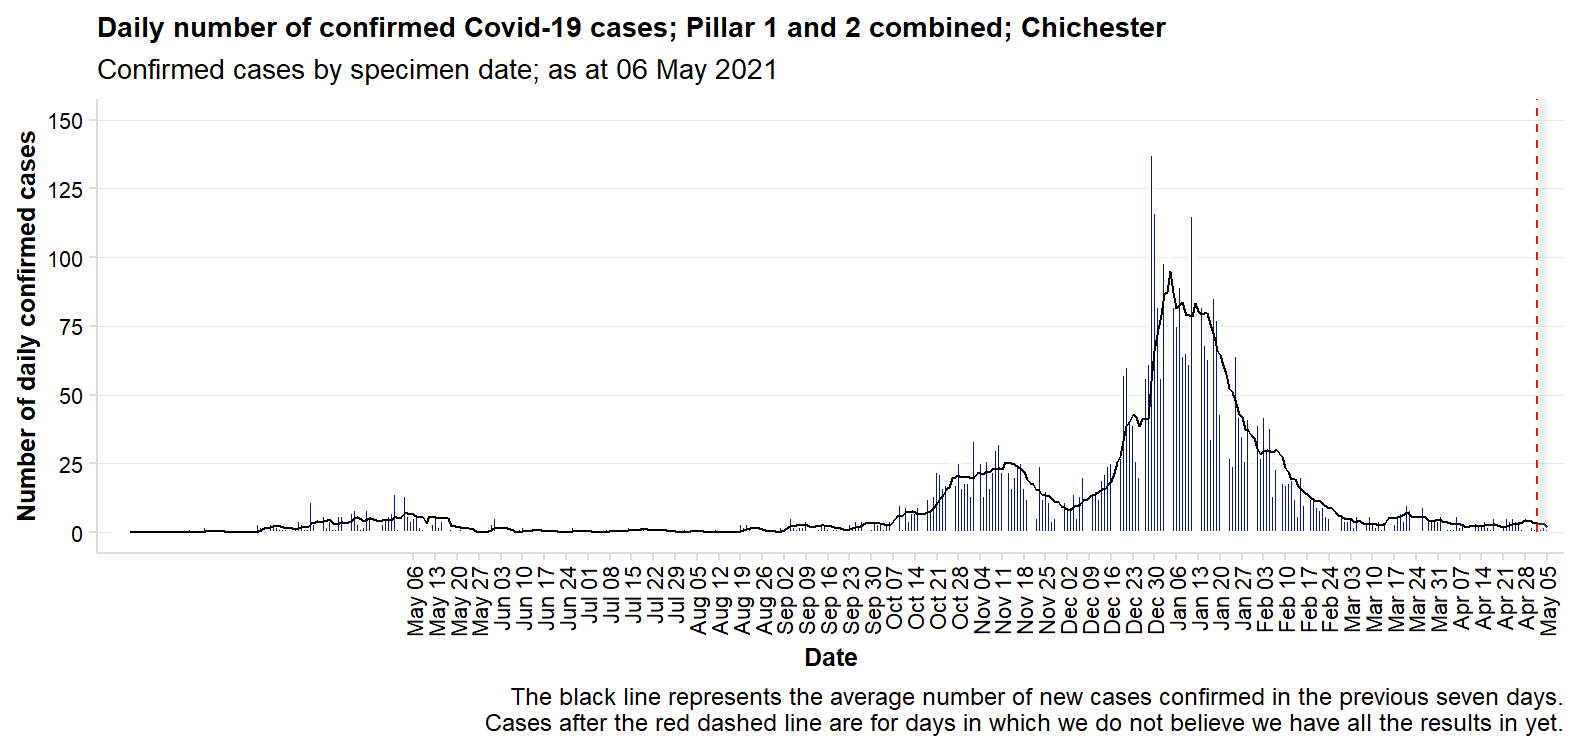 Daily number of confirmed Covid-19 cases; Pillar 1 and 2 combined; Chichester
Confirmed cases by specimen date; as at 06 May 2021
Number of daily confirmed cases
150
125
100
75
50
25
0
May 06
May 13
May 20
May 27
Jun 03
Jun 10
Jun 17
Jun 24
Jul 01
Jul 08
Jul 15
Jul 22
Jul 29
Aug 05
Aug 12
Aug 19
Aug 26
Sep 02
Sep 09
Sep 16
Sep 23
Sep 30
Oct 07
Oct 14
Oct 21
Oct 28
Nov 04
Nov 11
Nov 18
Nov 25
Dec 02
Dec 09
Dec 16
Dec 23
Dec 30
Jan 06
Jan 13
Jan 20
Jan 27
Feb 03
Feb 10
Feb 17
Feb 24
Mar 03
Mar 10
Mar 17
Mar 24
Mar 31
Apr 07
Apr 14
Apr 21
Apr 28
May 05
Date
The black line represents the average number of new cases confirmed in the previous seven days.
Cases after the red dashed line are for days in which we do not believe we have all the results in yet.